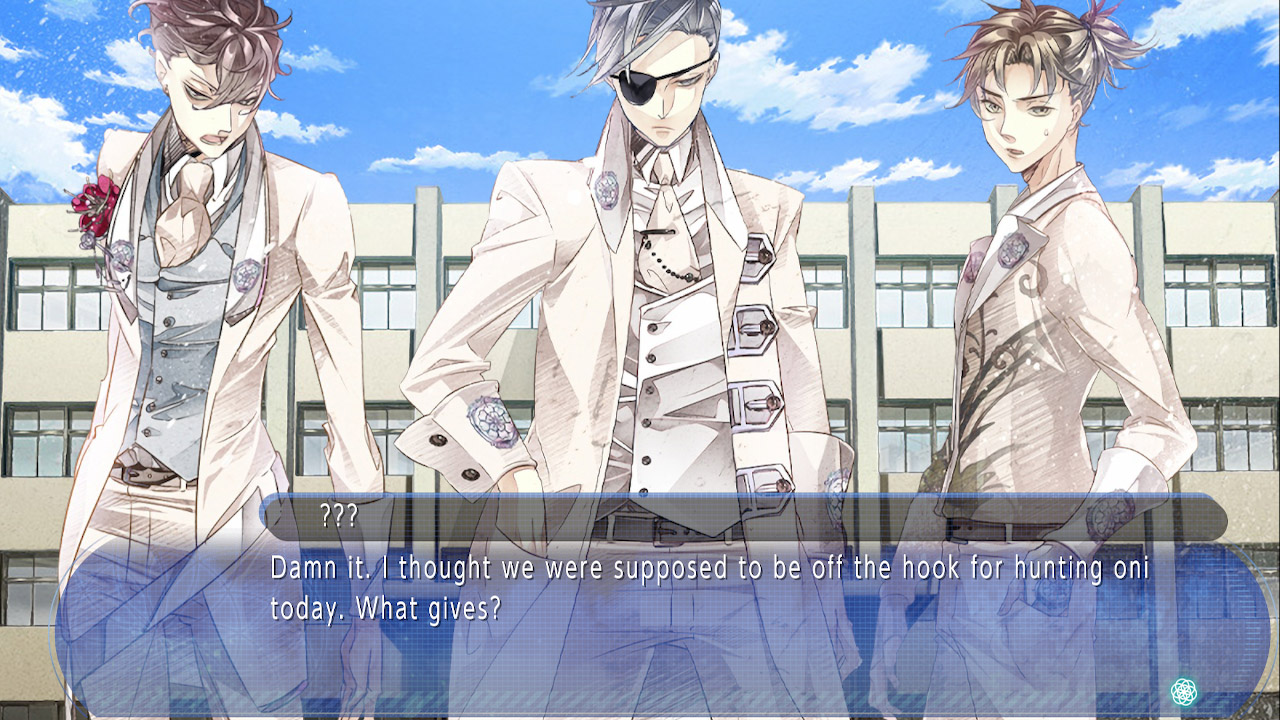 ???
Damn it. I thought we were supposed to be off the hook for hunting oni
today. What gives?